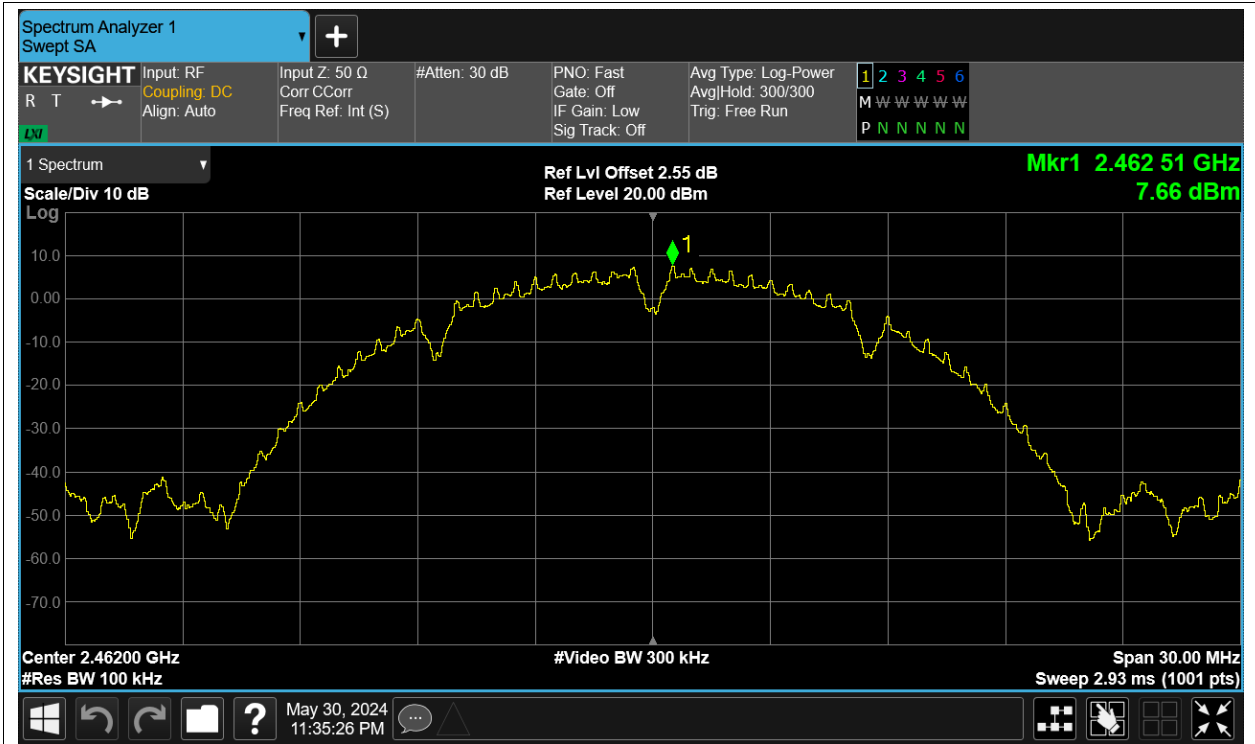 Spectrum Analyzer 1
Swept SA
KEYSIGHT
R T
LXI
Input: RF
Coupling: DC
Align: Auto
Input Z: 50 Ω
Corr CCorr
Freq Ref: Int (S)
#Atten: 30 dB
PNO: Fast
Gate: Off
IF Gain: Low
Sig Track: Off
Avg Type: Log-Power
Avg|Hold: 300/300
Trig: Free Run
1 2 3 4 5 6
M W W W W W
P N N N N N
1 Spectrum
Scale/Div 10 dB
Log
Ref Lvl Offset 2.55 dB
Ref Level 20.00 dBm
Mkr1 2.462 51 GHz
7.66 dBm
1
10.0
0.00
-10.0
-20.0
-30.0
-40.0
-50.0
-60.0
-70.0
Center 2.46200 GHz
#Video BW 300 kHz
Span 30.00 MHz
#Res BW 100 kHz
Sweep 2.93 ms (1001 pts)
?
May 30, 2024
11:35:26 PM